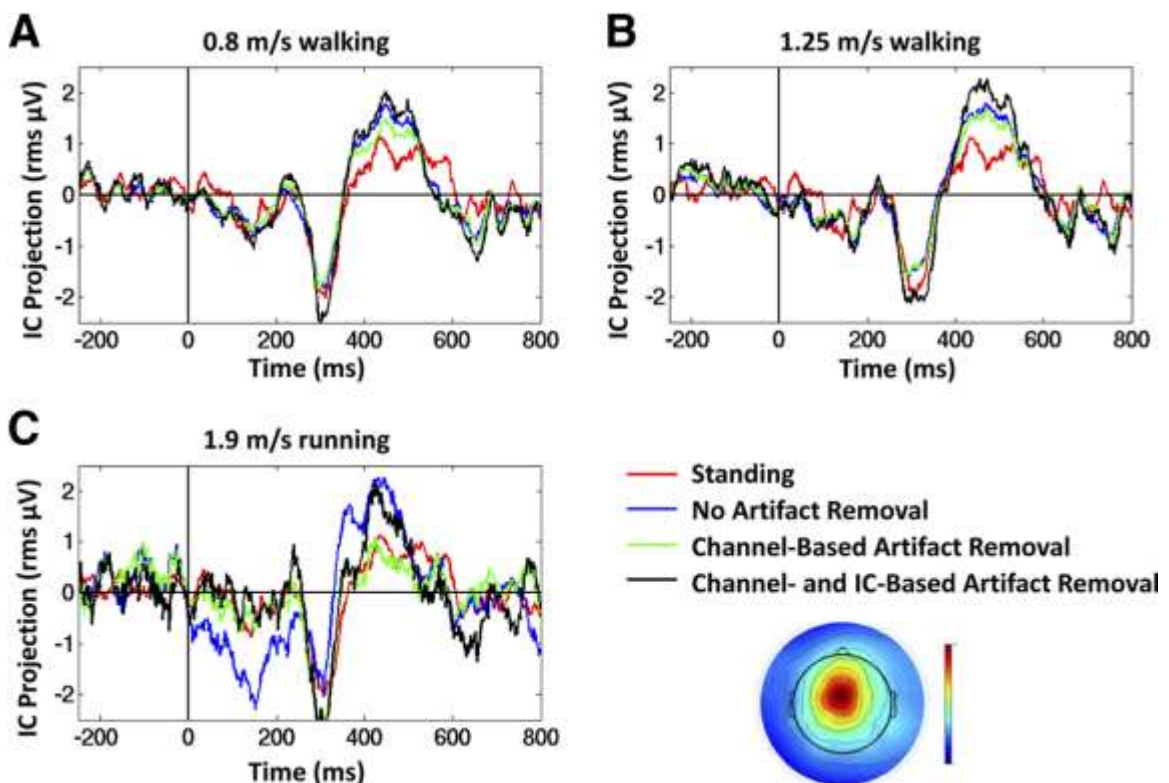 A
0.8 m/s walking
IC Projection (rms µV)
2
1
0
-1
-2
-200 0 200 400 600 800
Time (ms)
B
1.25 m/s walking
IC Projection (rms µV)
2
1
0
-1
-2
-200 0 200 400 600 800
Time (ms)
C
1.9 m/s running
IC Projection (rms µV)
2
1
0
-1
-2
-200 0 200 400 600 800
Time (ms)
Standing
No Artifact Removal
Channel-Based Artifact Removal
Channel- and IC-Based Artifact Removal